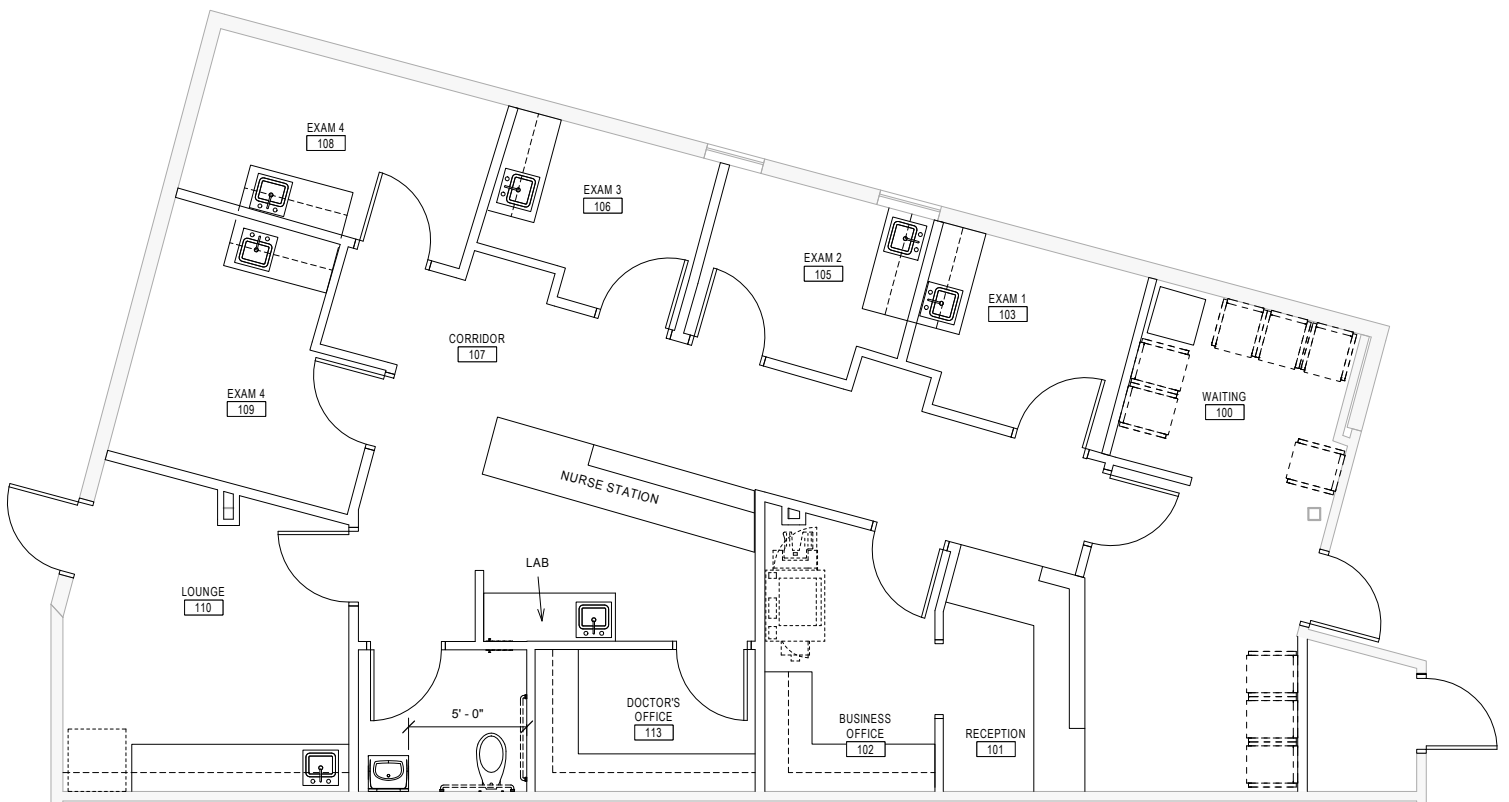 EXAM 4
108
EXAM 3
106
EXAM 2
105
EXAM 1
103
CORRIDOR
107
WAITING
100
EXAM 4
109
NURSE STATION
LAB
LOUNGE
110
5' - 0"
DOCTOR'S
OFFICE
113
BUSINESS
OFFICE
102
RECEPTION
101